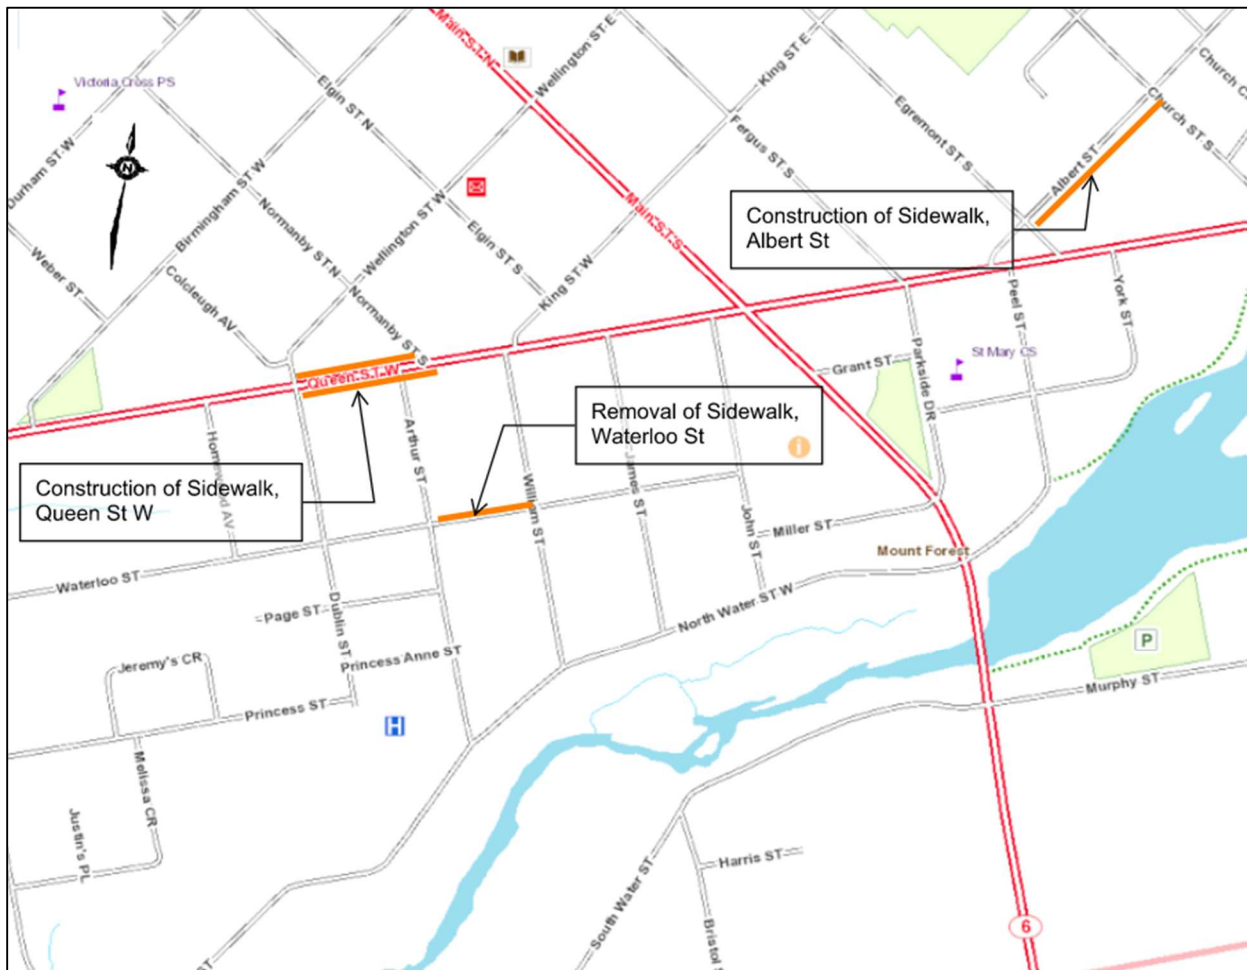 Main S.T. N
Wellington ST E
King ST E
Church C
Victoria Cross PS
Elgin ST N
Church ST S
Durham ST W
Fergus ST S
Egremont ST S
Albert ST
N
Birmingham ST W
Normanby ST N
Wellington ST W
Main S.T. S
Construction of Sidewalk,
Albert St
Elgin ST S
Weber ST
Colcleugh AV
King ST W
Normanby ST S
Peel ST
York ST
St Mary CS
Grant ST
Parkside DR
Queen S.T. W
Removal of Sidewalk,
Waterloo St
i
Arthur ST
Homewood AV
William ST
James ST
John ST
Construction of Sidewalk,
Queen St W
Miller ST
Mount Forest
Waterloo ST
Page ST
Dublin ST
North Water ST W
P
Jeremy's CR
Princess Anne ST
Murphy ST
Princess ST
H
Melissa CR
Justin's PL
Harris ST
South Water ST
6
Bristol S
ST